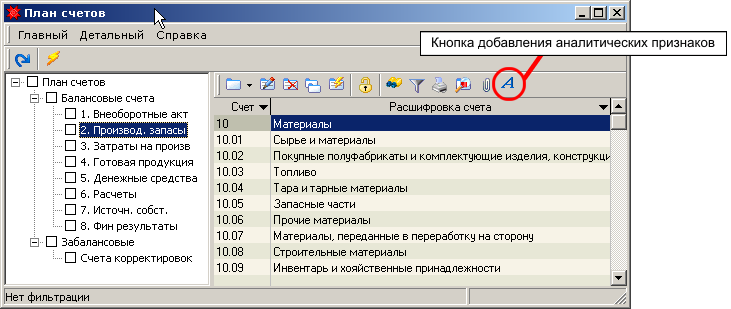 План счетов
Главный Детальный Справка
Кнопка добавления аналитических признаков
A
План счетов
Балансовые счета
1. Внеоборотные акт
2. Производ. запасы
3. Затраты на произв
4. Готовая продукция
5. Денежные средства
6. Расчеты
7. Источн. собст.
8. Фин результаты
Забалансовые
Счета корректировок
Счет Расшифровка счета
10 Материалы
10.01 Сырье и материалы
10.02 Покупные полуфабрикаты и комплектующие изделия, конструкци
10.03 Топливо
10.04 Тара и тарные материалы
10.05 Запасные части
10.06 Прочие материалы
10.07 Материалы, переданные в переработку на сторону
10.08 Строительные материалы
10.09 Инвентарь и хояйственные принадлежности
Нет фильтрации